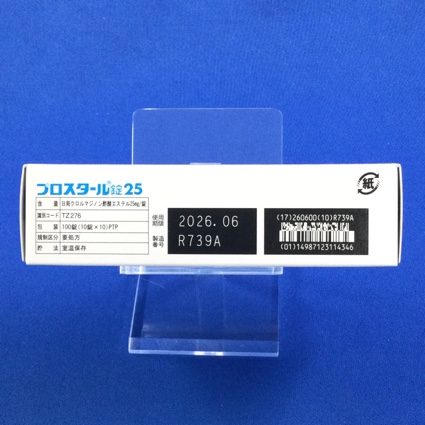 プロスタール錠25
含　量　日局クロルマジノン酢酸エステル25mg/錠
識別コード　TZ276
包　装　100錠(10錠×10)PTP
規制区分　要処方
貯　法　室温保存
使用期限　2026.06
製造番号　R739A
(17)260600(10)R739A
(01)14987123114346
紙